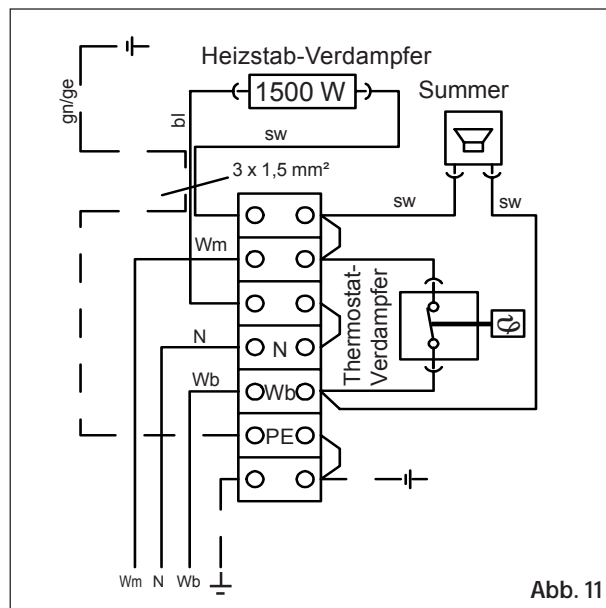 Heizstab-Verdampfer
1500 W
Summer
gn/ge
bl
sw
3 x 1,5 mm²
sw
sw
Wm
Thermostat-
Verdampfer
N
N
Wb
Wb
ϑ
PE
Wm N Wb
Abb. 11